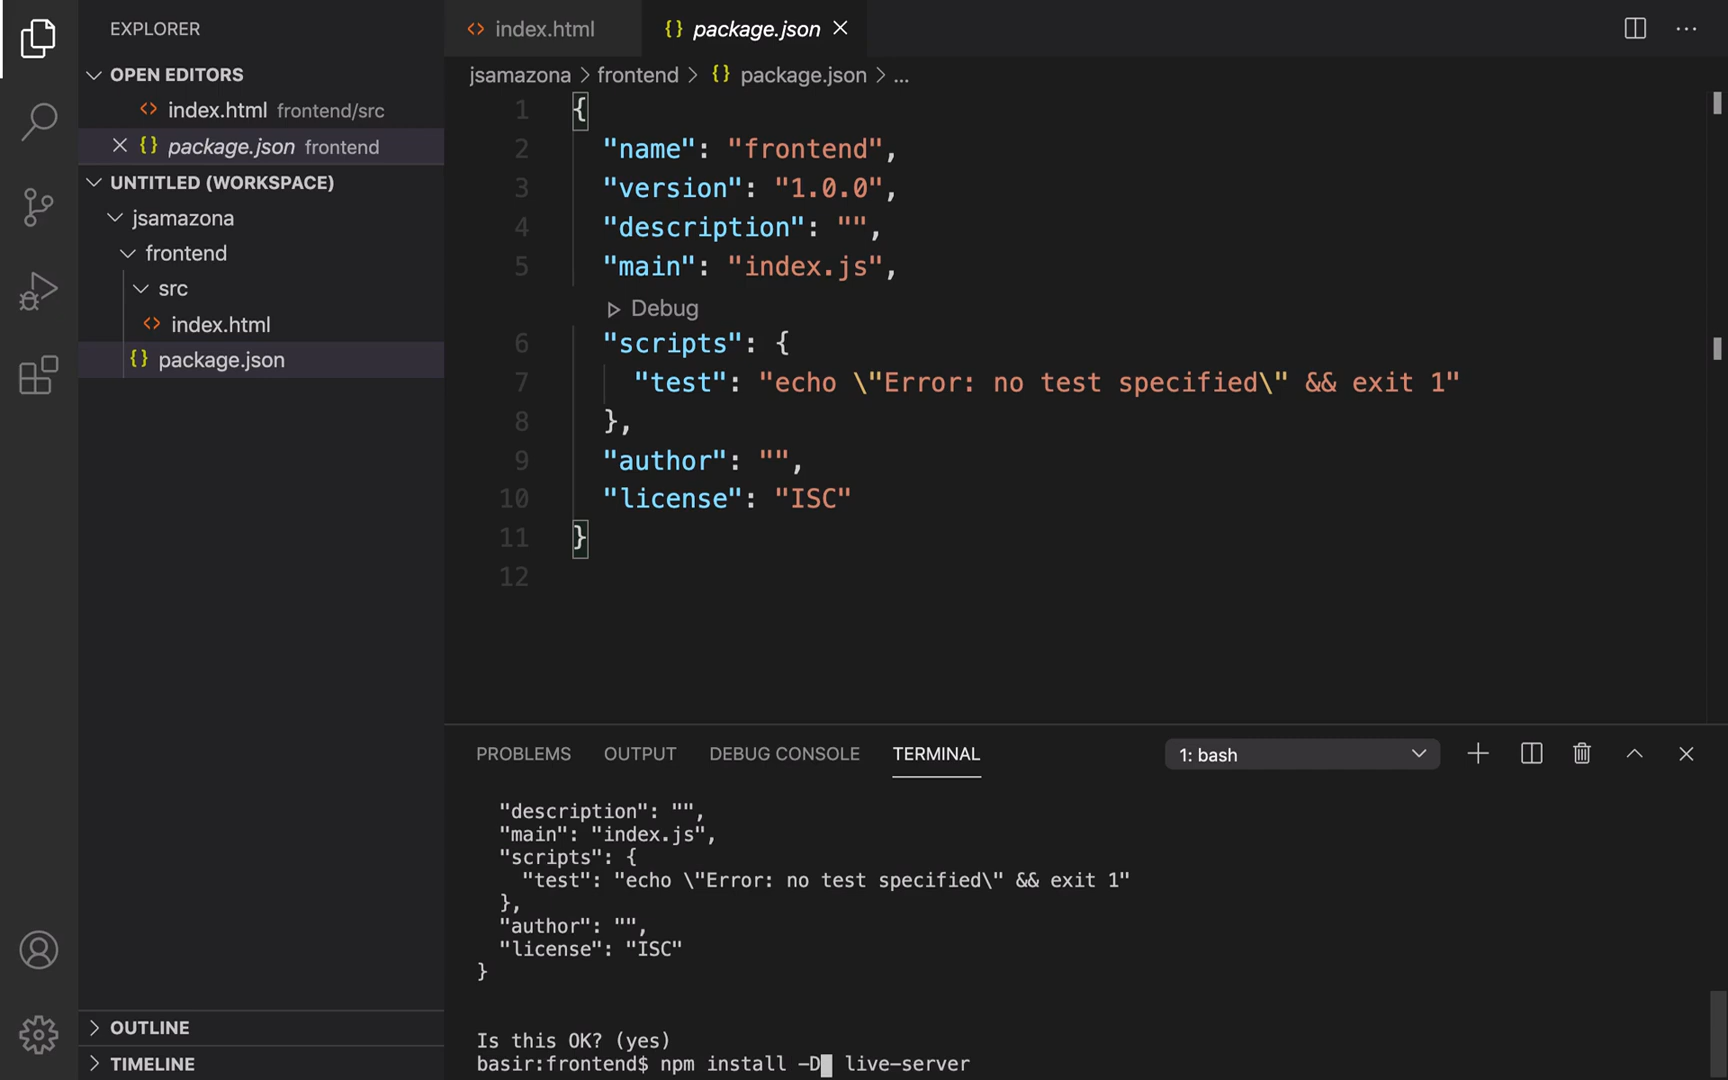 EXPLORER
OPEN EDITORS
<> index.html frontend/src
{} package.json frontend
UNTITLED (WORKSPACE)
jsamazona
frontend
src
<> index.html
{} package.json
OUTLINE
TIMELINE
<> index.html
{} package.json
jsamazona > frontend > {} package.json > ...
1 {
2 "name": "frontend",
3 "version": "1.0.0",
4 "description": "",
5 "main": "index.js",
Debug
6 "scripts": {
7 "test": "echo \"Error: no test specified\" && exit 1"
8 },
9 "author": "",
10 "license": "ISC"
11 }
12
PROBLEMS OUTPUT DEBUG CONSOLE TERMINAL 1: bash
"description": "",
"main": "index.js",
"scripts": {
"test": "echo \"Error: no test specified\" && exit 1"
},
"author": "",
"license": "ISC"
}
Is this OK? (yes)
basir:frontend$ npm install -D live-server